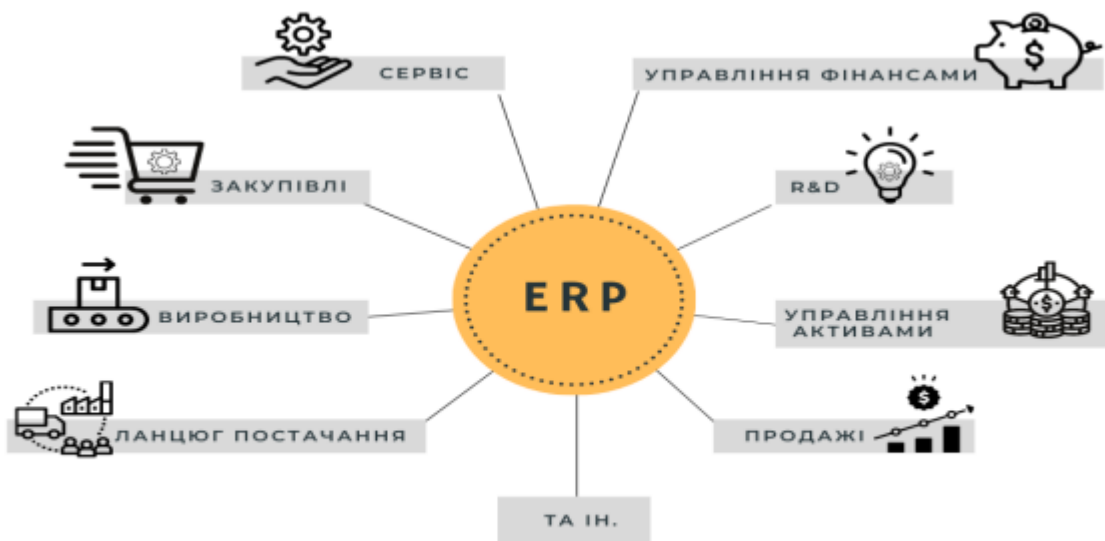 СЕРВІС
УПРАВЛІННЯ ФІНАНСАМИ
$
ЗАКУПІВЛІ
R&D
ERP
ВИРОБНИЦТВО
УПРАВЛІННЯ
АКТИВАМИ
$
ЛАНЦЮГ ПОСТАЧАННЯ
$
ПРОДАЖІ
ТА ІН.